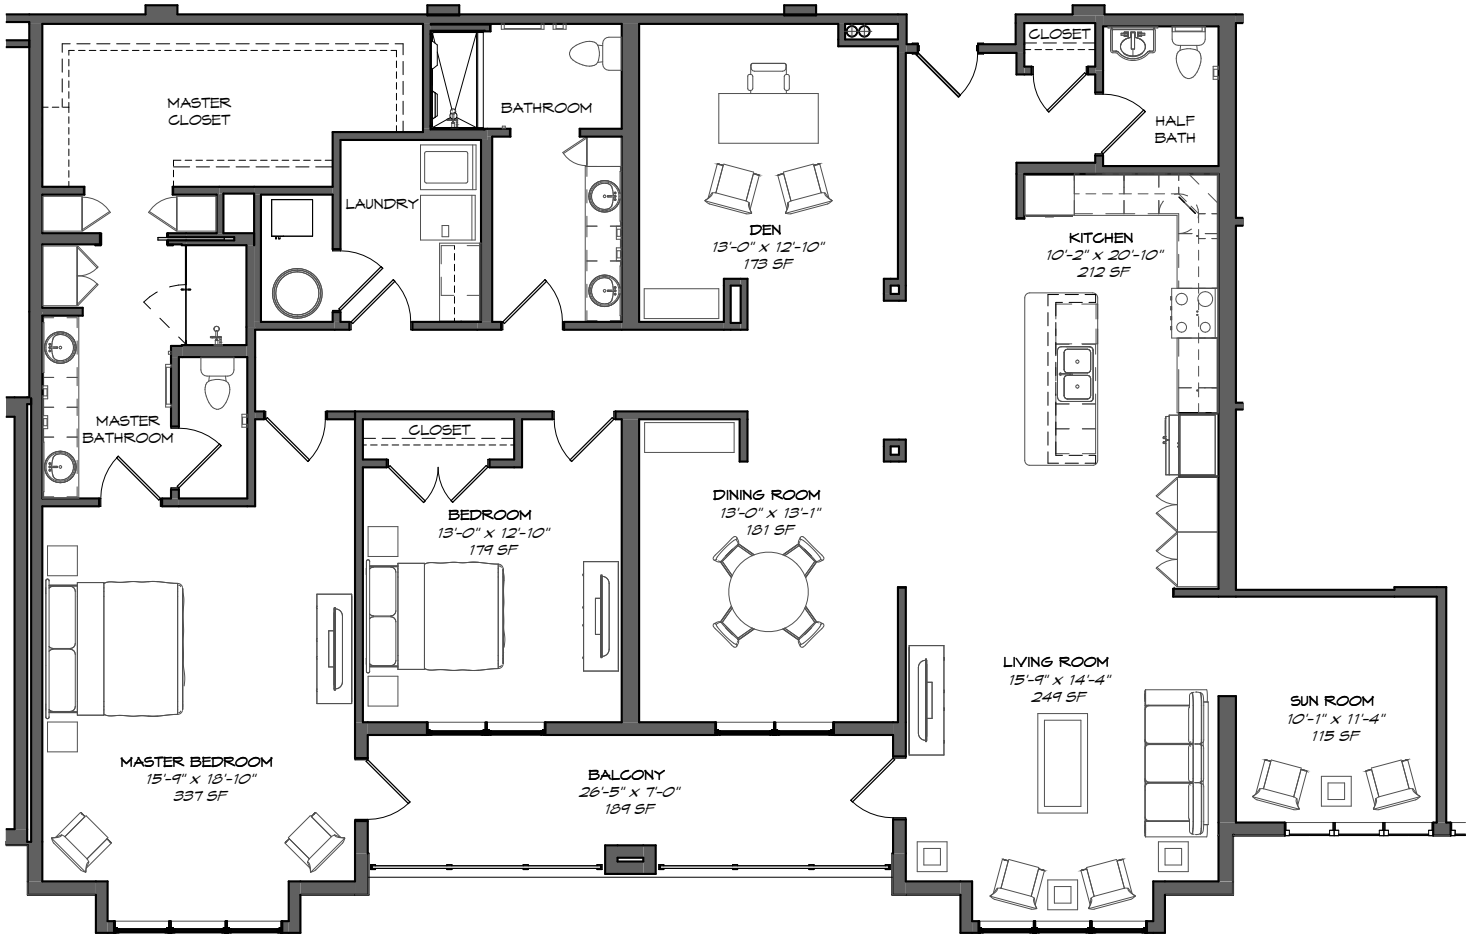 CLOSET
MASTER
CLOSET
BATHROOM
HALF
BATH
LAUNDRY
DEN
13'-0" x 12'-10"
173 SF
KITCHEN
10'-2" x 20'-10"
212 SF
MASTER
BATHROOM
CLOSET
BEDROOM
13'-0" x 12'-10"
179 SF
DINING ROOM
13'-0" x 13'-1"
181 SF
LIVING ROOM
15'-9" x 14'-4"
249 SF
SUN ROOM
10'-1" x 11'-4"
115 SF
MASTER BEDROOM
15'-9" x 18'-10"
337 SF
BALCONY
26'-5" x 7'-0"
189 SF